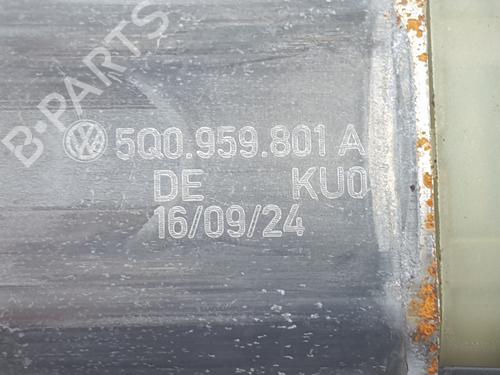 B-PARTS
5Q0.959.801 A
DE KU0
16/09/24